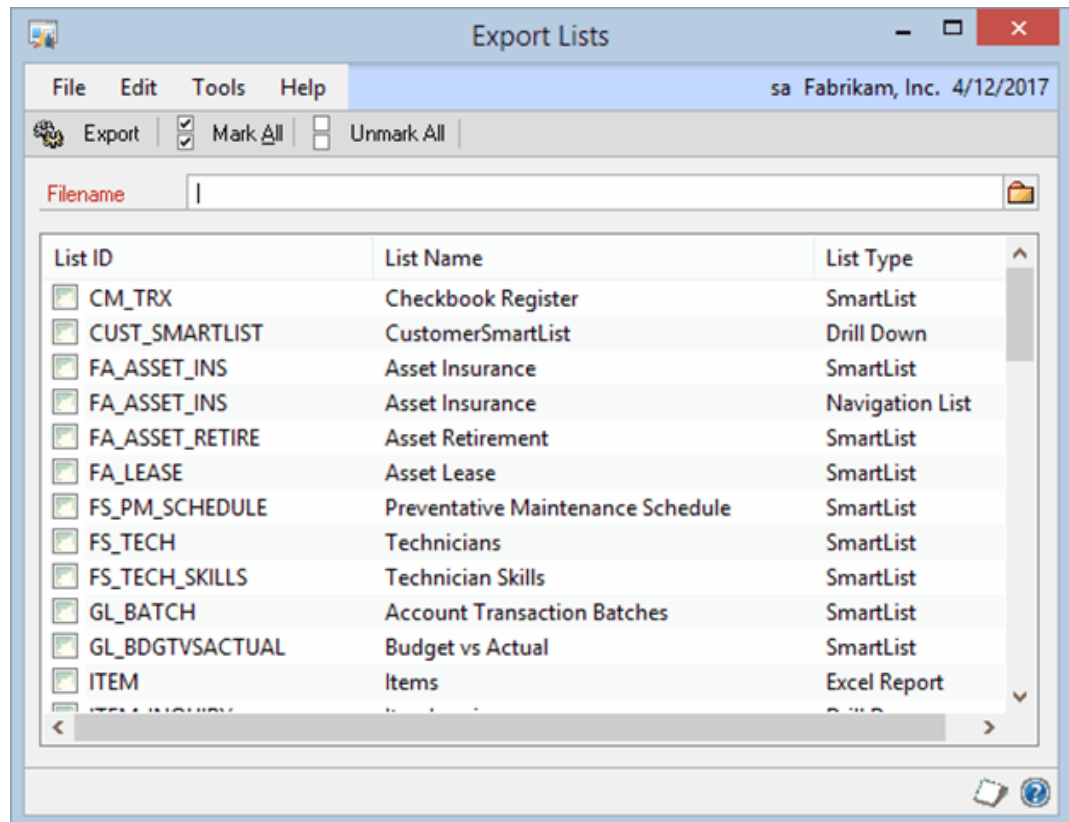 Export Lists
File Edit Tools Help sa Fabrikam, Inc. 4/12/2017
Export Mark All Unmark All
Filename
List ID List Name List Type
CM_TRX Checkbook Register SmartList
CUST_SMARTLIST CustomerSmartList Drill Down
FA_ASSET_INS Asset Insurance SmartList
FA_ASSET_INS Asset Insurance Navigation List
FA_ASSET_RETIRE Asset Retirement SmartList
FA_LEASE Asset Lease SmartList
FS_PM_SCHEDULE Preventative Maintenance Schedule SmartList
FS_TECH Technicians SmartList
FS_TECH_SKILLS Technician Skills SmartList
GL_BATCH Account Transaction Batches SmartList
GL_BDGTVSACTUAL Budget vs Actual SmartList
ITEM Items Excel Report